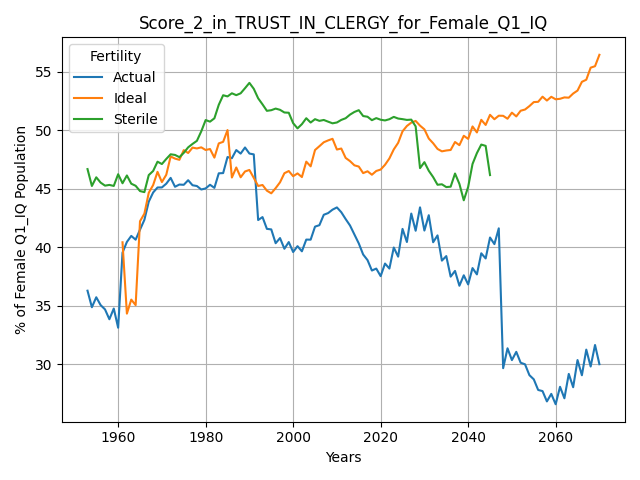 Score_2_in_TRUST_IN_CLERGY_for_Female_Q1_IQ
Fertility
Actual
Ideal
Sterile
% of Female Q1_IQ Population
55
50
45
40
35
30
1960
1980
2000
2020
2040
2060
Years